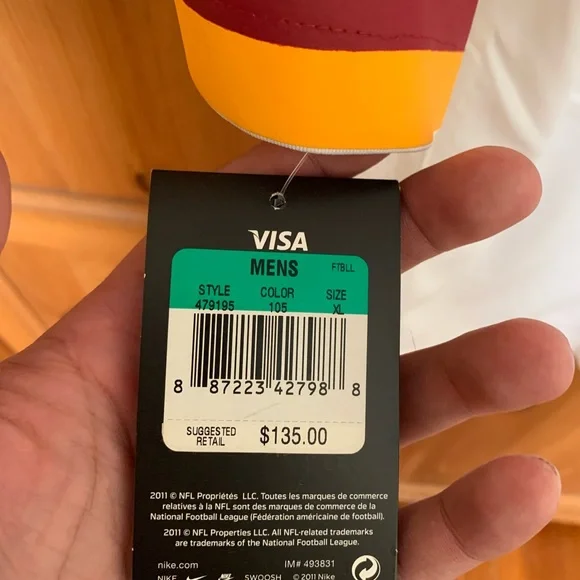 VISA
MENS FTBLL
STYLE COLOR SIZE
479195 105 XL
8 87223 42798 8
SUGGESTED
RETAIL $135.00
2011 © NFL Propriétés LLC. Toutes les marques de commerce
relatives à la NFL sont des marques de commerce de la
National Football League (Fédération américaine de football).
2011 © NFL Properties LLC. All NFL-related trademarks
are trademarks of the National Football League.
nike.com IM# 493831
NIKE SWOOSH © 2011 Nike